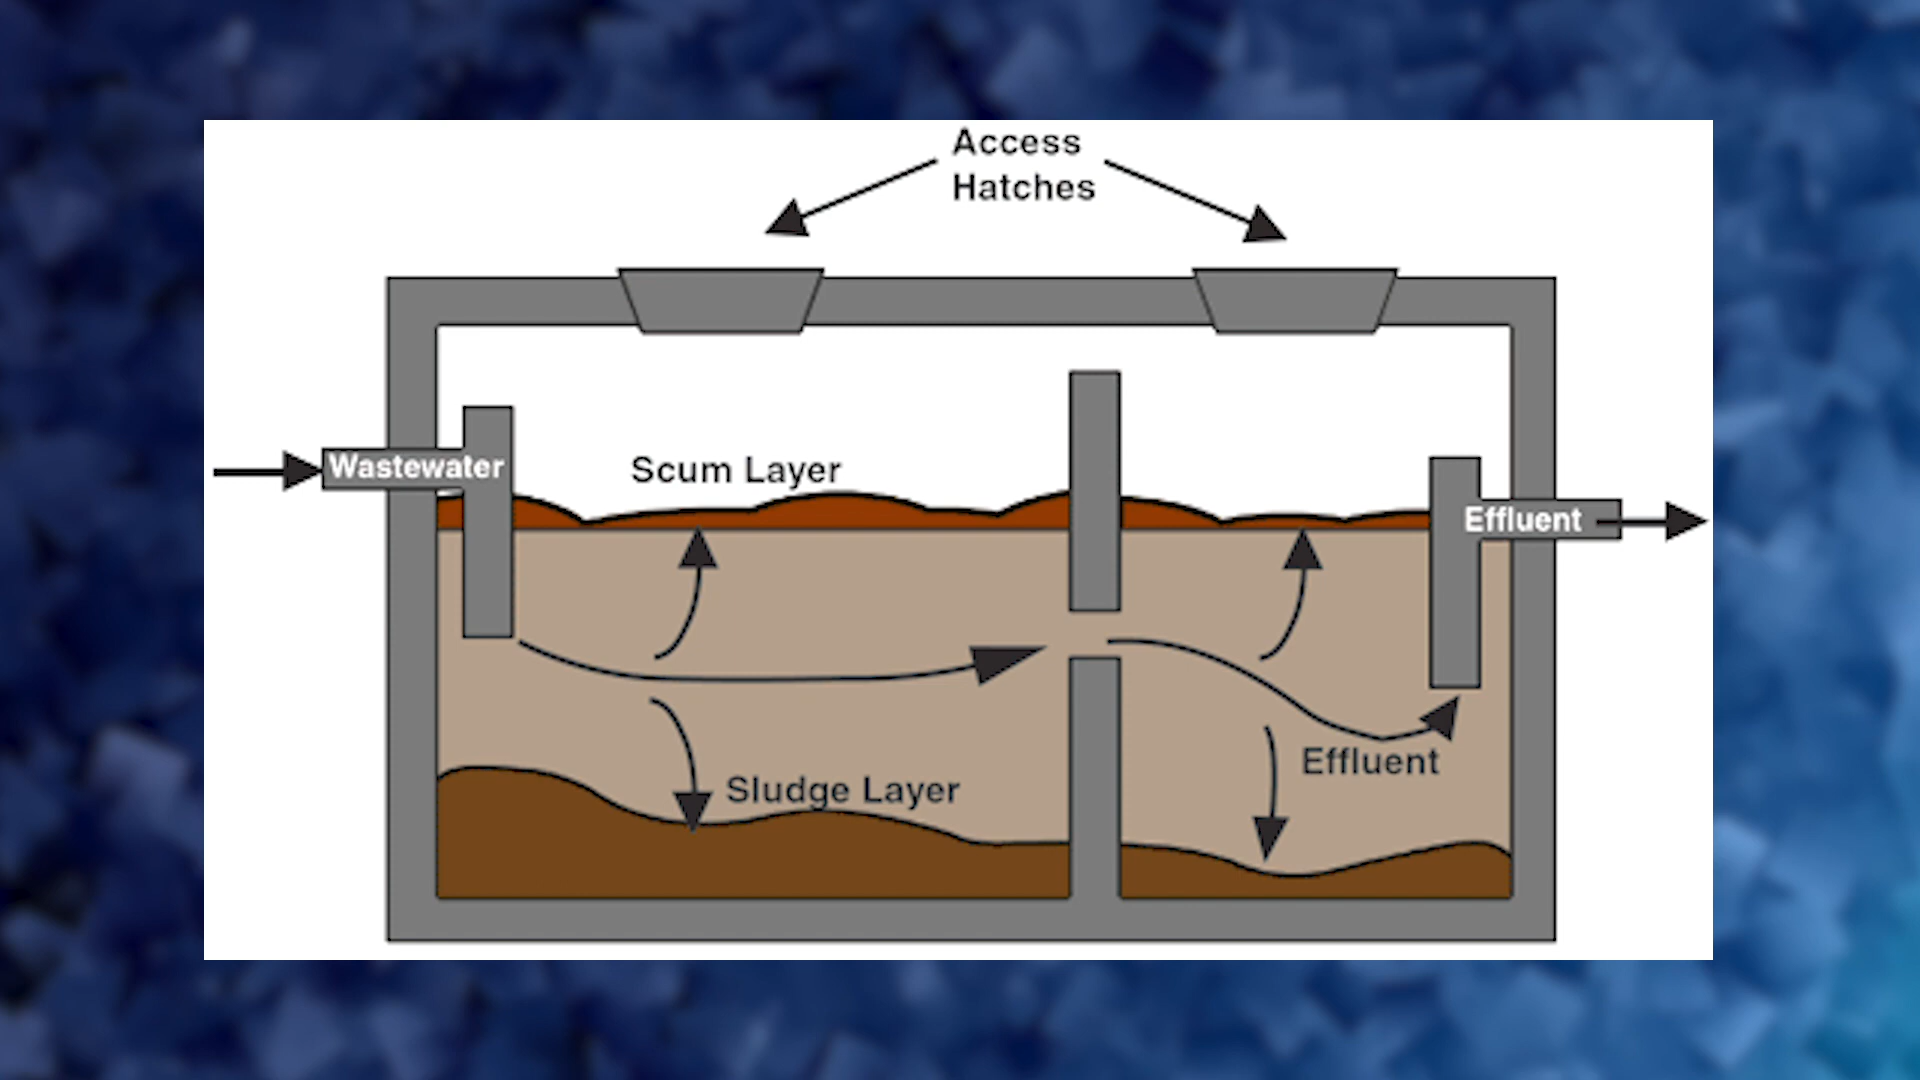 Access
Hatches
Wastewater
Scum Layer
Effluent
Sludge Layer
Effluent